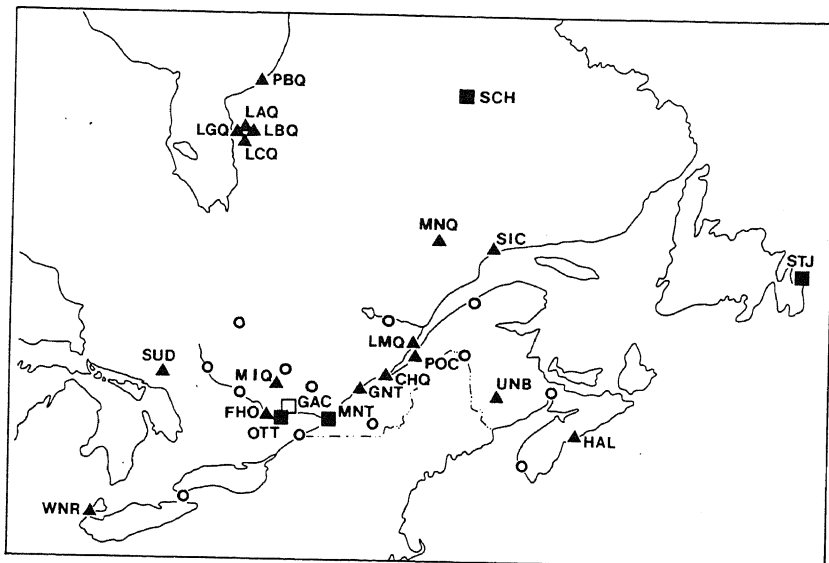 PBQ
SCH
LAQ
LGQ LBQ
LCQ
MNQ
SIC
STJ
LMQ
SUD
POC
MIQ
CHQ
UNB
GNT
GAC
FHO
MNT
OTT
HAL
WNR